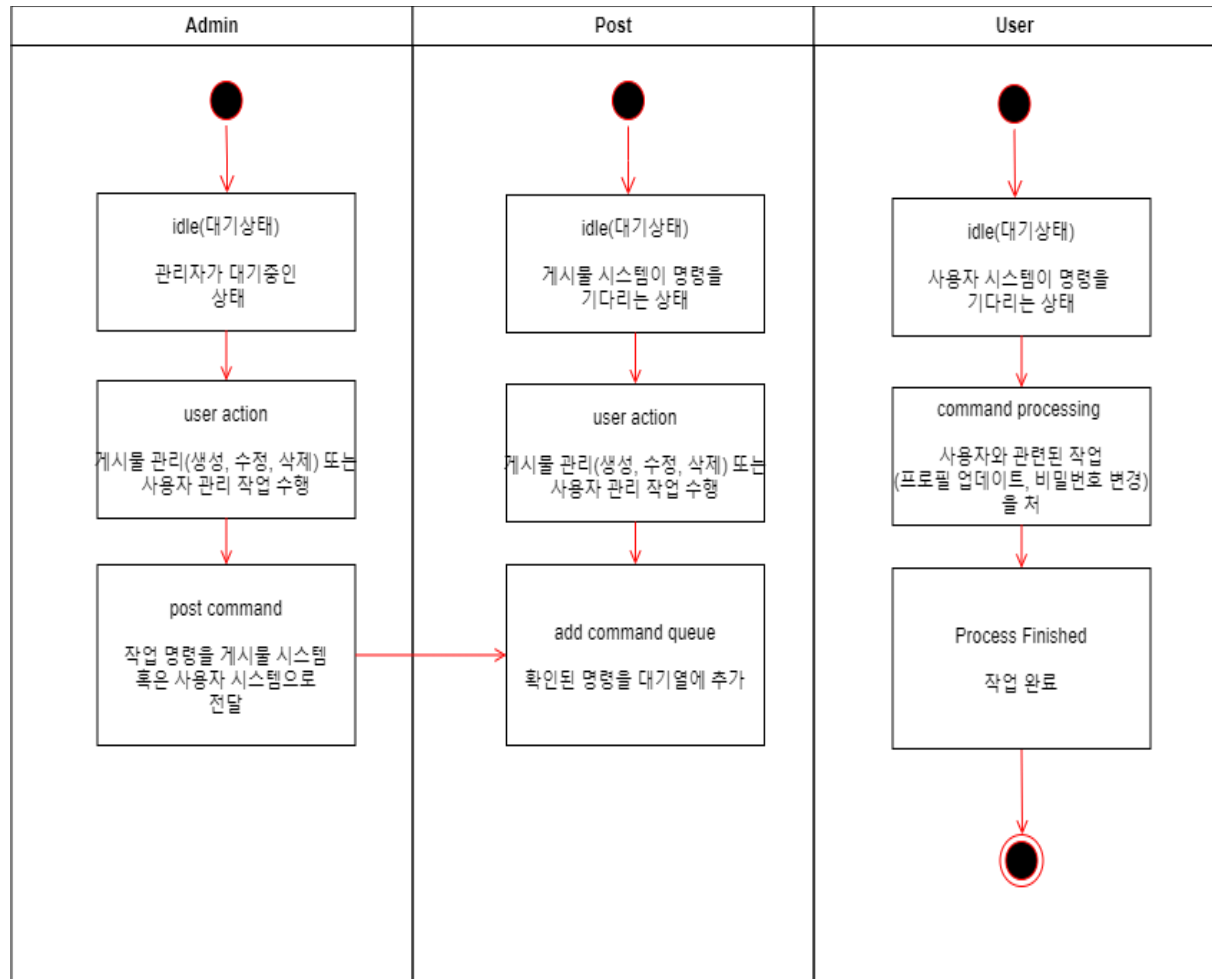 Admin
Post
User
idle(대기상태)
관리자가 대기중인
상태
user action
게시물 관리(생성, 수정, 삭제) 또는
사용자 관리 작업 수행
post command
작업 명령을 게시물 시스템
혹은 사용자 시스템으로
전달
idle(대기상태)
게시물 시스템이 명령을
기다리는 상태
user action
게시물 관리(생성, 수정, 삭제) 또는
사용자 관리 작업 수행
add command queue
확인된 명령을 대기열에 추가
idle(대기상태)
사용자 시스템이 명령을
기다리는 상태
command processing
사용자와 관련된 작업
(프로필 업데이트, 비밀번호 변경)
을 처
Process Finished
작업 완료